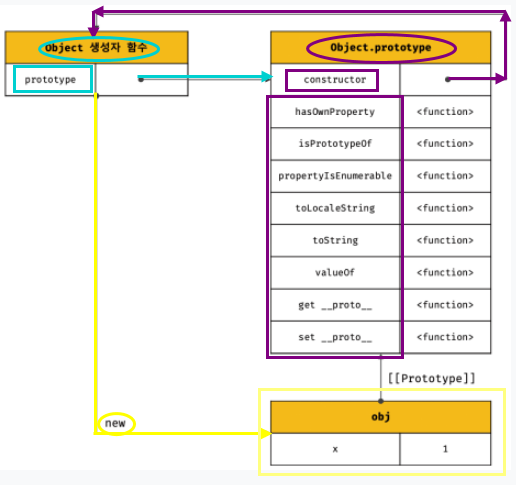 Object 생성자 함수
prototype
Object.prototype
constructor
hasOwnProperty <function>
isPrototypeOf <function>
propertyIsEnumerable <function>
toLocaleString <function>
toString <function>
valueOf <function>
get __proto__ <function>
set __proto__ <function>
[[Prototype]]
new
obj
x 1